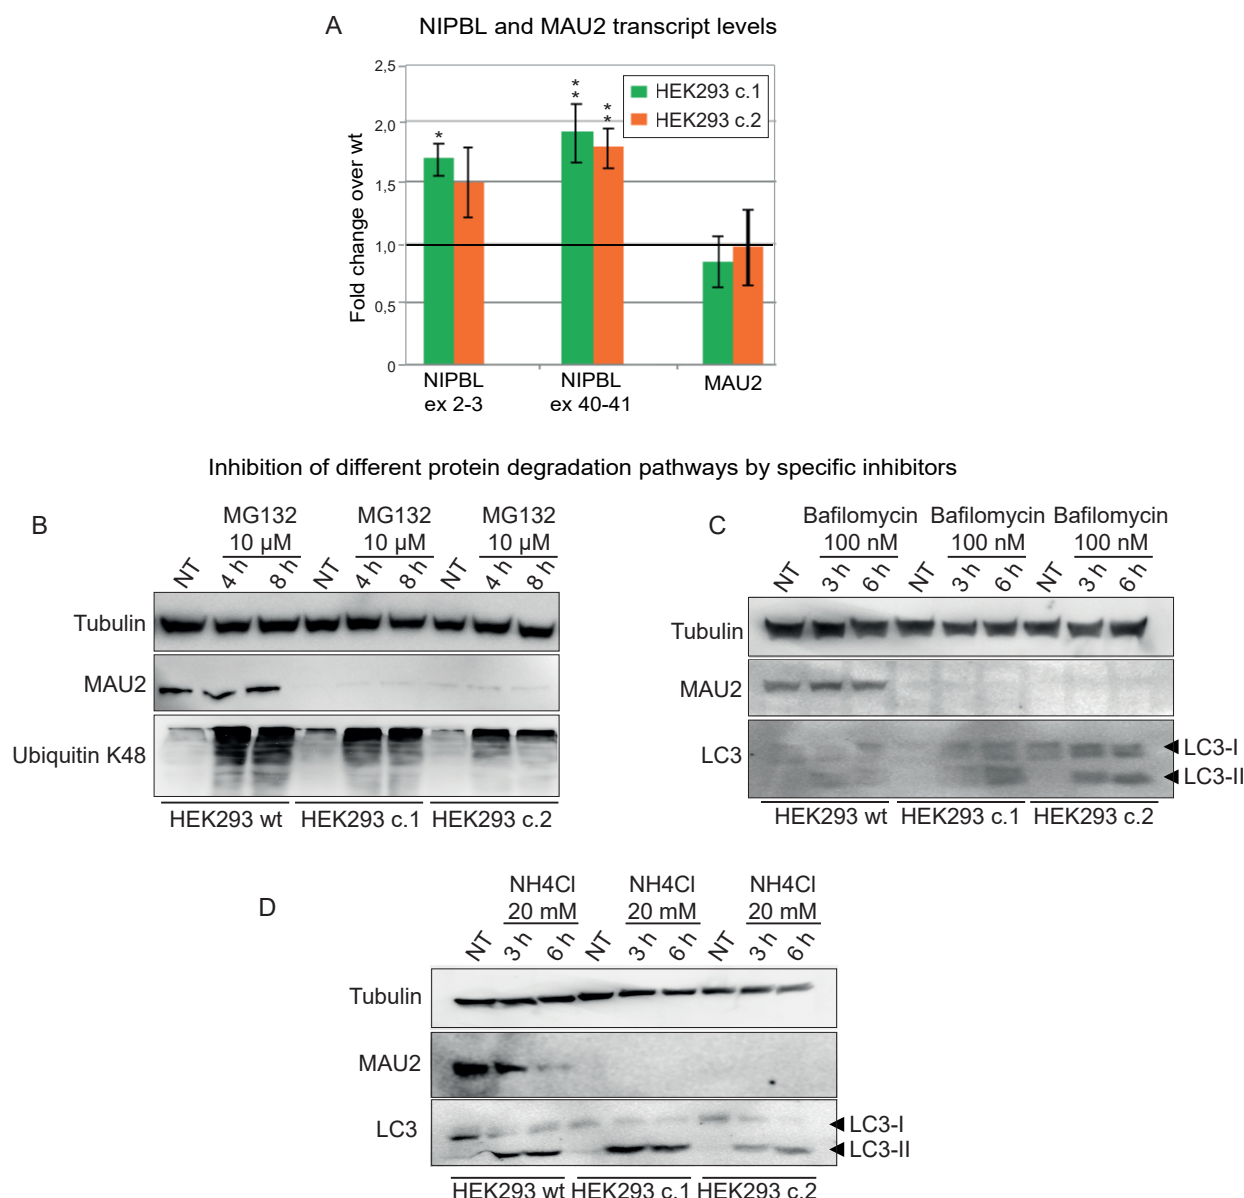 A
NIPBL and MAU2 transcript levels
Fold change over wt
2,5
2,0
1,5
1,0
0,5
0
*
* *
* *
HEK293 c.1
HEK293 c.2
NIPBL
ex 2-3
NIPBL
ex 40-41
MAU2
Inhibition of different protein degradation pathways by specific inhibitors
B
MG132 MG132 MG132
10 µM 10 µM 10 µM
NT 4 h 8 h NT 4 h 8 h NT 4 h 8 h
Tubulin
MAU2
Ubiquitin K48
HEK293 wt HEK293 c.1 HEK293 c.2
C
Bafilomycin Bafilomycin Bafilomycin
100 nM 100 nM 100 nM
NT 3 h 6 h NT 3 h 6 h NT 3 h 6 h
Tubulin
MAU2
LC3
LC3-I
LC3-II
HEK293 wt HEK293 c.1 HEK293 c.2
D
NH4Cl NH4Cl NH4Cl
20 mM 20 mM 20 mM
NT 3 h 6 h NT 3 h 6 h NT 3 h 6 h
Tubulin
MAU2
LC3
LC3-I
LC3-II
HEK293 wt HEK293 c.1 HEK293 c.2